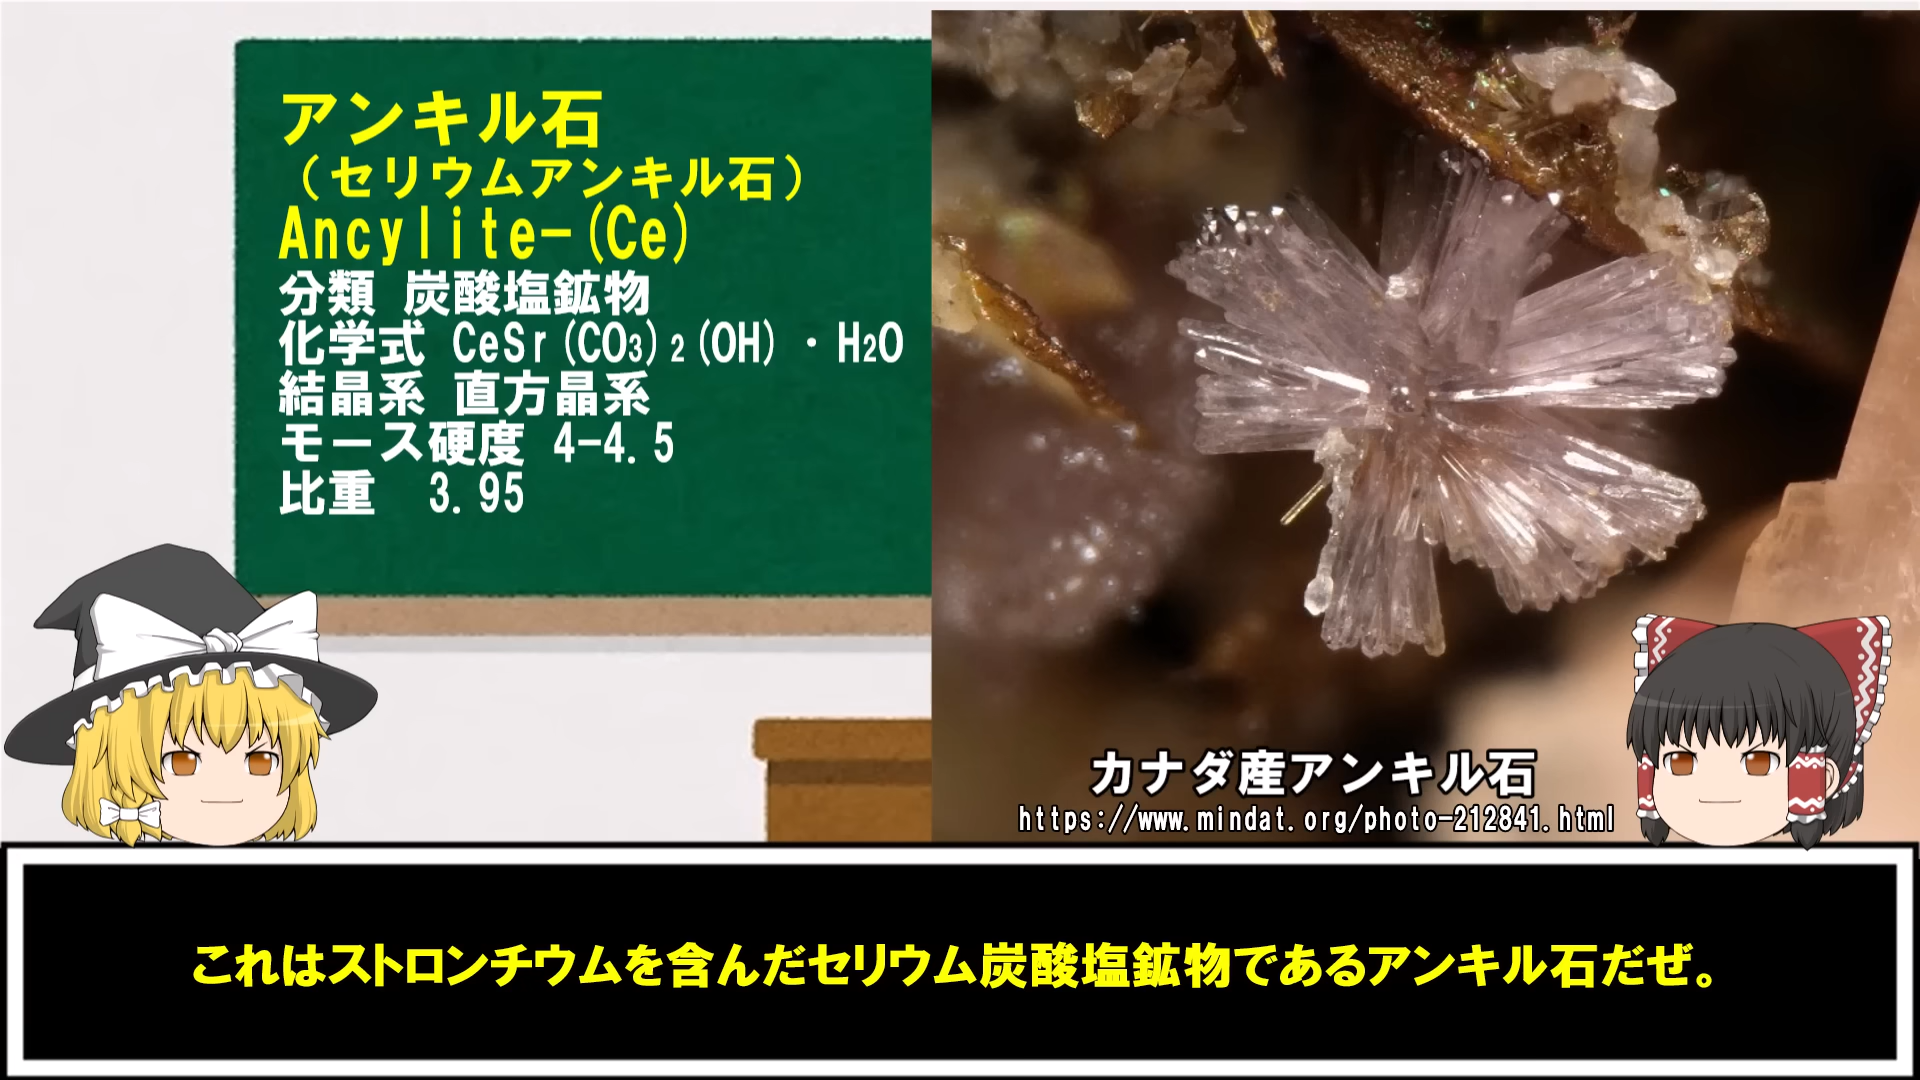 アンキル石
（セリウムアンキル石）
Ancylite-(Ce)
分類 炭酸塩鉱物
化学式 CeSr(CO3)2(OH)・H2O
結晶系 直方晶系
モース硬度 4-4.5
比重 3.95
カナダ産アンキル石
https://www.mindat.org/photo-212841.html
これはストロンチウムを含んだセリウム炭酸塩鉱物であるアンキル石だぜ。